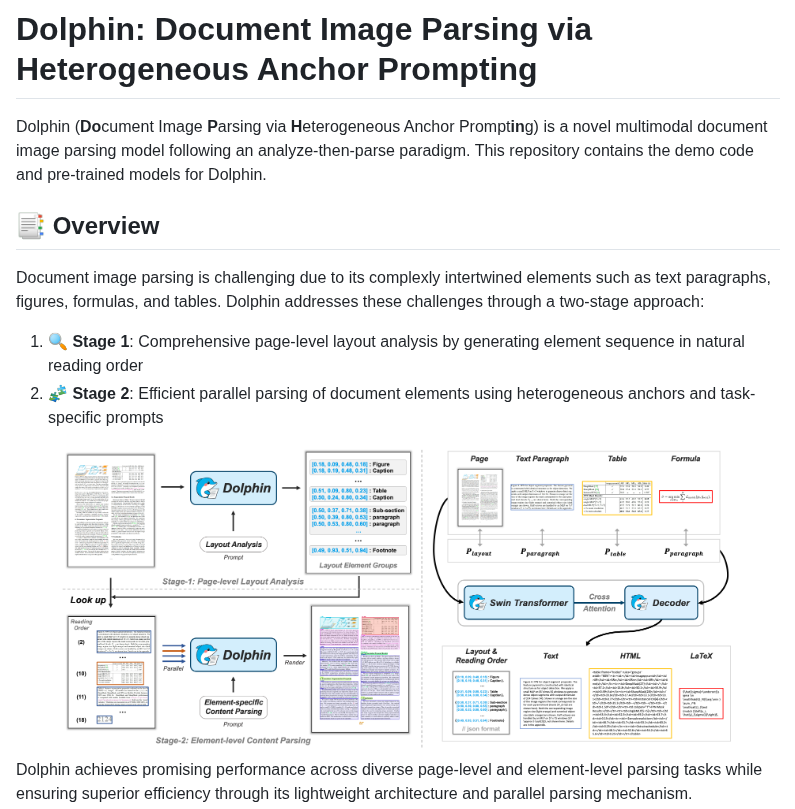 Dolphin: Document Image Parsing via
Heterogeneous Anchor Prompting
Dolphin (Document Image Parsing via Heterogeneous Anchor Prompting) is a novel multimodal document
image parsing model following an analyze-then-parse paradigm. This repository contains the demo code
and pre-trained models for Dolphin.
Overview
Document image parsing is challenging due to its complexly intertwined elements such as text paragraphs,
figures, formulas, and tables. Dolphin addresses these challenges through a two-stage approach:
1. Stage 1: Comprehensive page-level layout analysis by generating element sequence in natural
reading order
2. Stage 2: Efficient parallel parsing of document elements using heterogeneous anchors and task-
specific prompts
Dolphin
Layout Analysis
Prompt
[0.18, 0.09, 0.48, 0.18] : Figure
[0.18, 0.19, 0.46, 0.31] : Caption
...
[0.51, 0.09, 0.80, 0.23] : Table
[0.50, 0.24, 0.80, 0.34] : Caption
[0.50, 0.37, 0.71, 0.38] : Sub-section
[0.50, 0.39, 0.80, 0.52] : paragraph
[0.50, 0.53, 0.80, 0.60] : paragraph
...
[0.49, 0.93, 0.51, 0.94] : Footnote
Layout Element Groups
Stage-1: Page-level Layout Analysis
Look up
Reading
Order
(2)
...
(10)
(11)
...
(18)
Parallel
Dolphin
Render
Element-specific
Content Parsing
Prompt
Stage-2: Element-level Content Parsing
Page Text Paragraph Table Formula
P layout P paragraph P table P paragraph
Swin Transformer
Cross
Attention
Decoder
Layout &
Reading Order
Text HTML LaTeX
// json format
Dolphin achieves promising performance across diverse page-level and element-level parsing tasks while
ensuring superior efficiency through its lightweight architecture and parallel parsing mechanism.